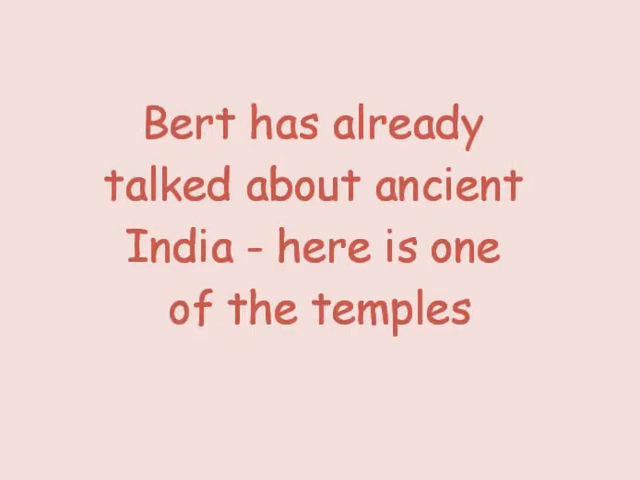 Bert has already
talked about ancient
India - here is one
of the temples